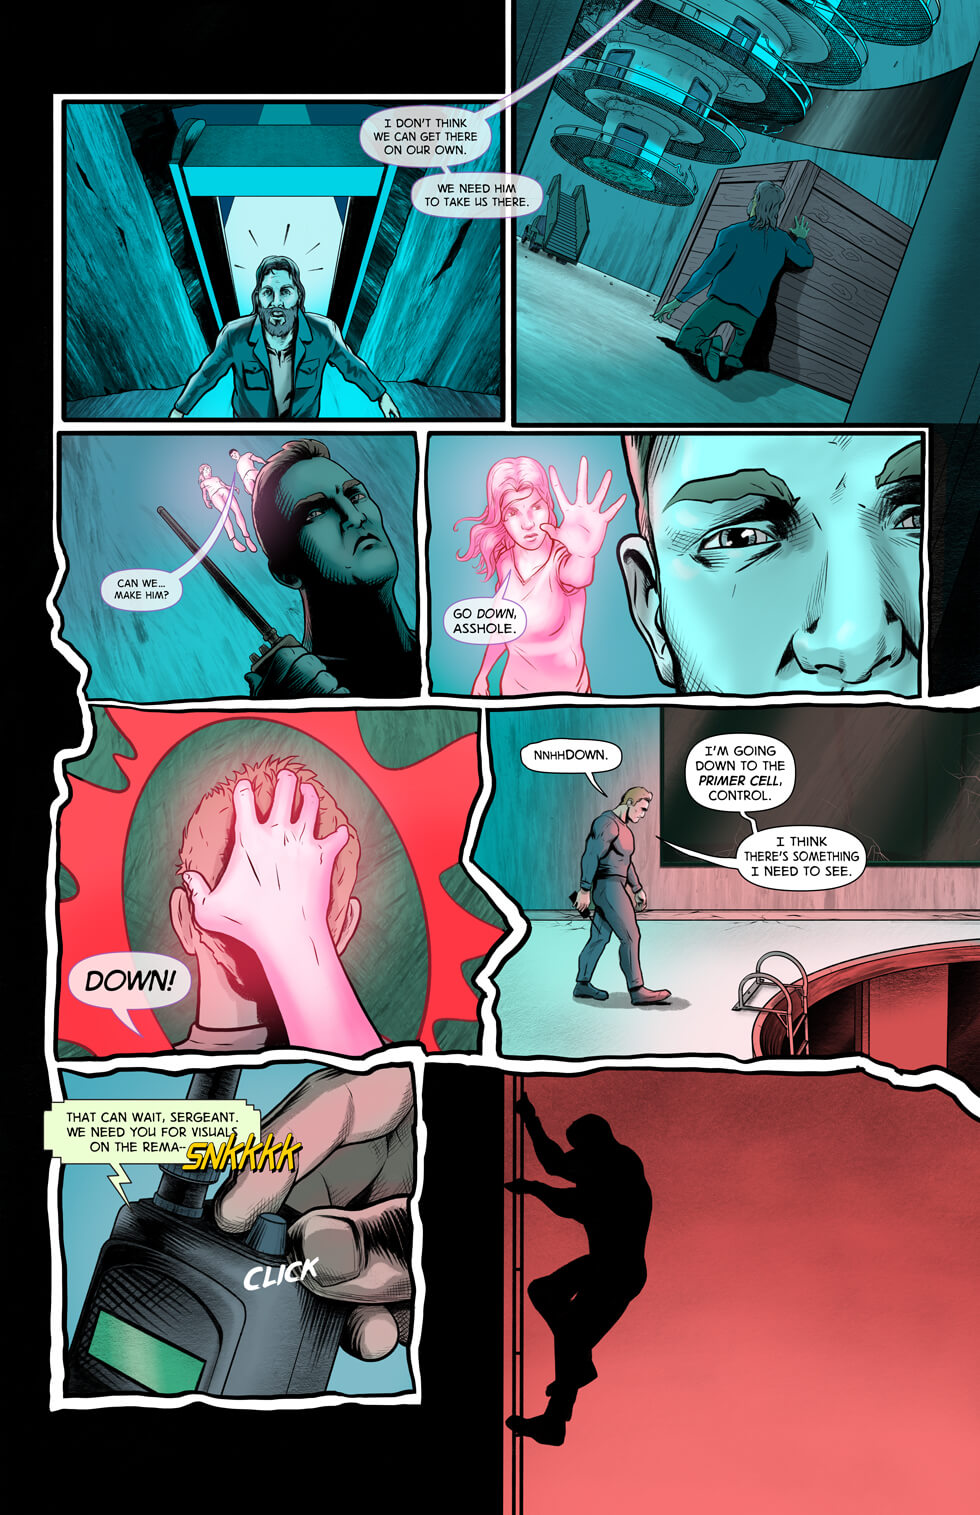 I DON'T THINK
WE CAN GET THERE
ON OUR OWN.
WE NEED HIM
TO TAKE US THERE.
CAN WE...
MAKE HIM?
GO DOWN,
ASSHOLE.
DOWN!
NNHHDOWN.
I'M GOING
DOWN TO THE
PRIMER CELL,
CONTROL.
I THINK
THERE'S SOMETHING
I NEED TO SEE.
THAT CAN WAIT, SERGEANT.
WE NEED YOU FOR VISUALS
ON THE REMA--
SNKKKK
CLICK